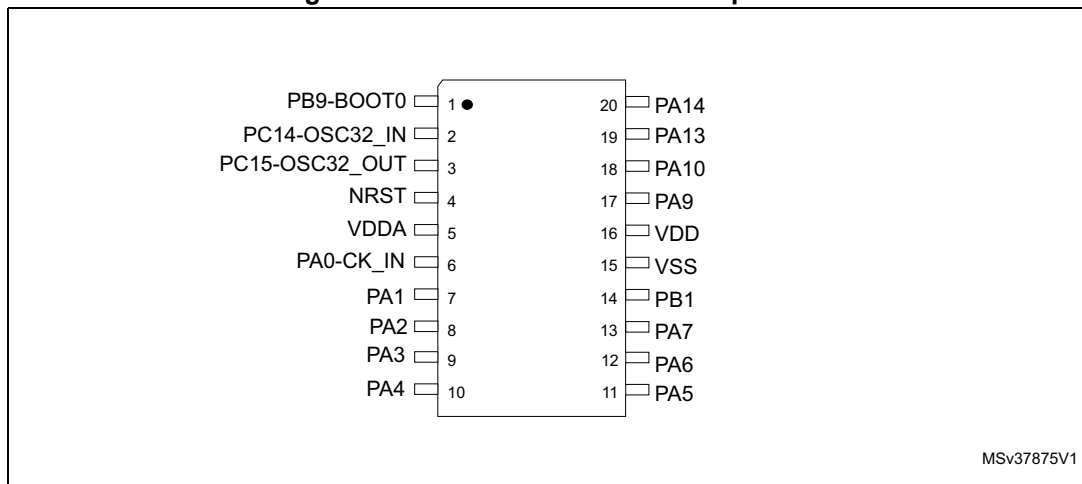 PB9-BOOT0 1 20 PA14
PC14-OSC32_IN 2 19 PA13
PC15-OSC32_OUT 3 18 PA10
NRST 4 17 PA9
VDDA 5 16 VDD
PA0-CK_IN 6 15 VSS
PA1 7 14 PB1
PA2 8 13 PA7
PA3 9 12 PA6
PA4 10 11 PA5
MSv37875V1